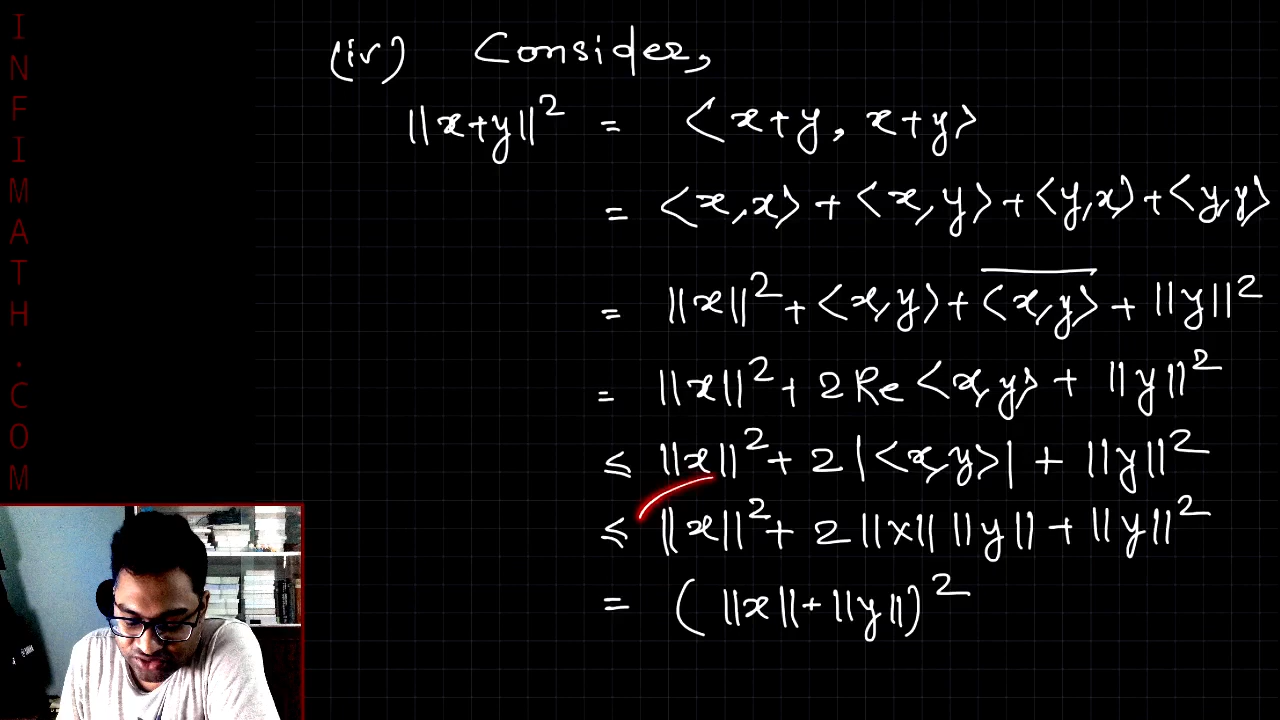 INFIMATH.COM
(iv) Consider,
||x+y||² = <x+y, x+y>
= <x,x> + <x,y> + <y,x> + <y,y>
= ||x||² + <x,y> + \overline{<x,y>} + ||y||²
= ||x||² + 2 Re <x,y> + ||y||²
≤ ||x||² + 2 |<x,y>| + ||y||²
≤ ||x||² + 2 ||x|| ||y|| + ||y||²
= (||x|| + ||y||)²